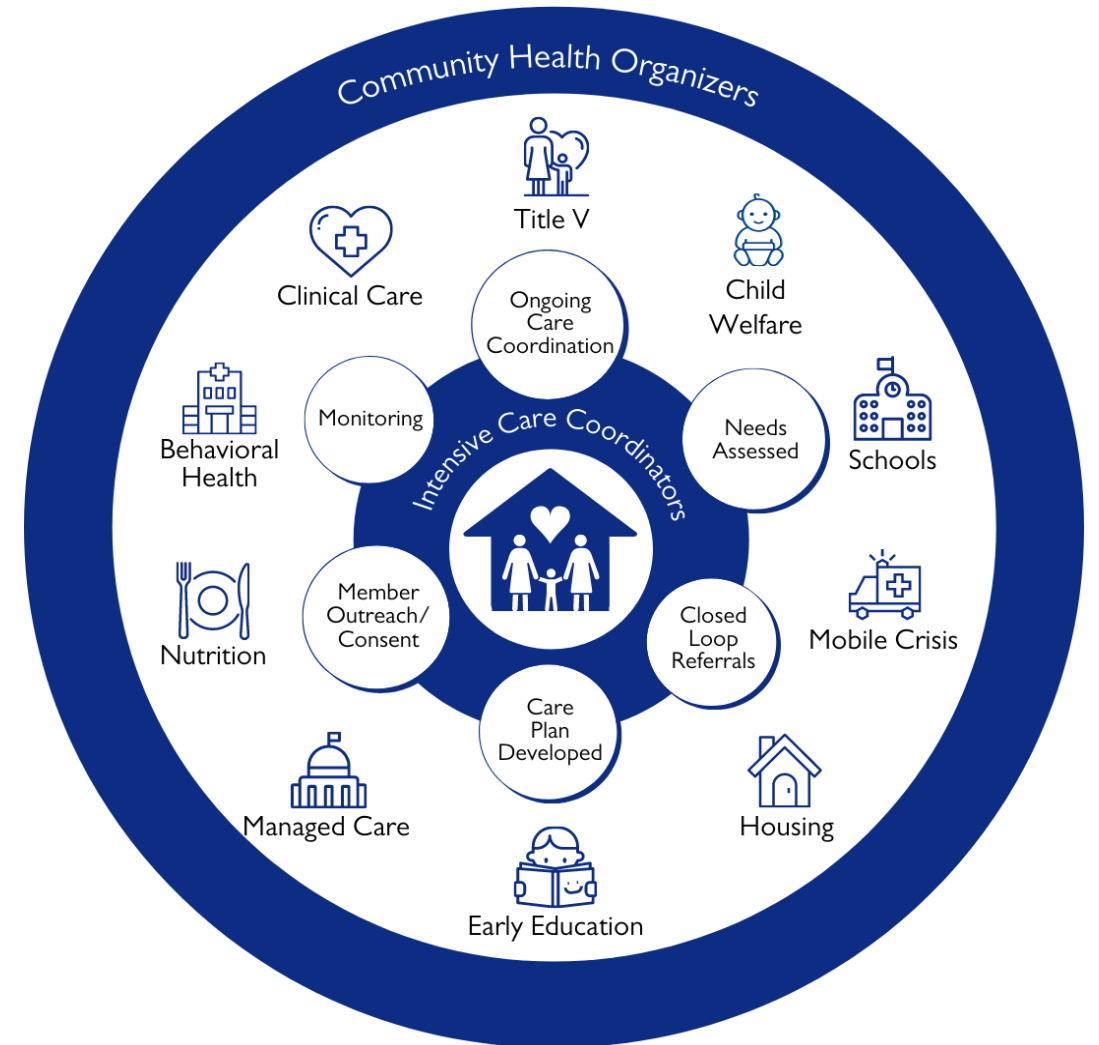 Community Health Organizers
Title V
Clinical Care
Child
Welfare
Ongoing
Care
Coordination
Monitoring
Needs
Assessed
Behavioral
Health
Schools
Intensive Care Coordinators
Member
Outreach/
Consent
Closed
Loop
Referrals
Nutrition
Mobile Crisis
Care
Plan
Developed
Managed Care
Housing
Early Education